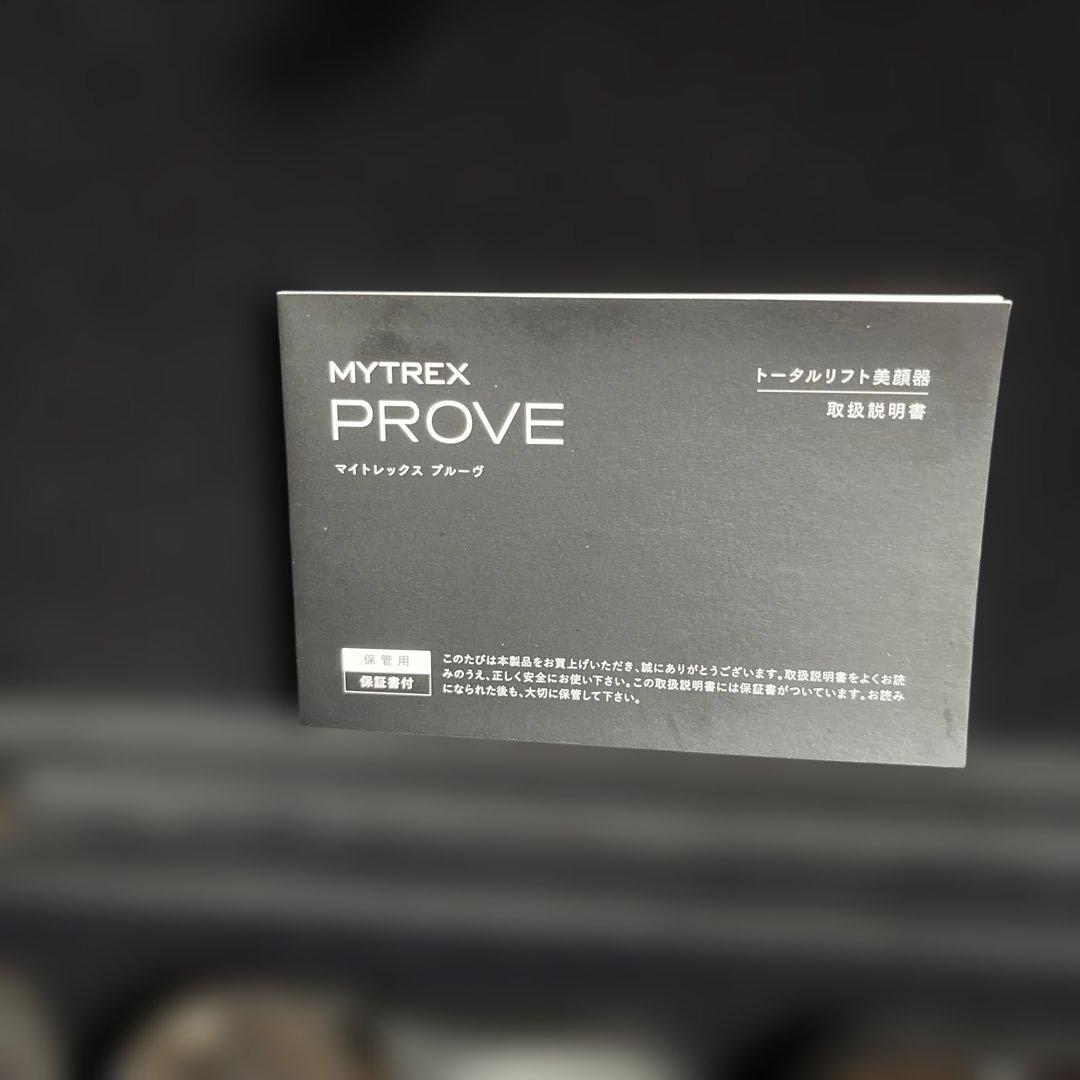 MYTREX
PROVE
マイトレックス プルーヴ
トータルリフト美顔器
取扱説明書
保管用
保証書付
このたびは本製品をお買上げいただき、誠にありがとうございます。取扱説明書をよくお読
みのうえ、正しく安全にお使い下さい。この取扱説明書には保証書がついています。お読み
になられた後も、大切に保管して下さい。